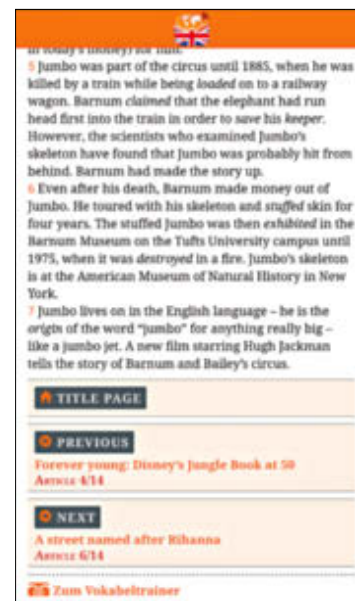 in today's money) for him.
5 Jumbo was part of the circus until 1885, when he was
killed by a train while being loaded on to a railway
wagon. Barnum claimed that the elephant had run
head first into the train in order to save his keeper.
However, the scientists who examined Jumbo's
skeleton have found that Jumbo was probably hit from
behind. Barnum had made the story up.
6 Even after his death, Barnum made money out of
Jumbo. He toured with his skeleton and stuffed skin for
four years. The stuffed Jumbo was then exhibited in the
Barnum Museum on the Tufts University campus until
1975, when it was destroyed in a fire. Jumbo's skeleton
is at the American Museum of Natural History in New
York.
7 Jumbo lives on in the English language – he is the
origin of the word "jumbo" for anything really big –
like a jumbo jet. A new film starring Hugh Jackman
tells the story of Barnum and Bailey's circus.
TITLE PAGE
PREVIOUS
Forever young: Disney's Jungle Book at 50
ARTICLE 4/14
NEXT
A street named after Rihanna
ARTICLE 6/14
Zum Vokabeltrainer